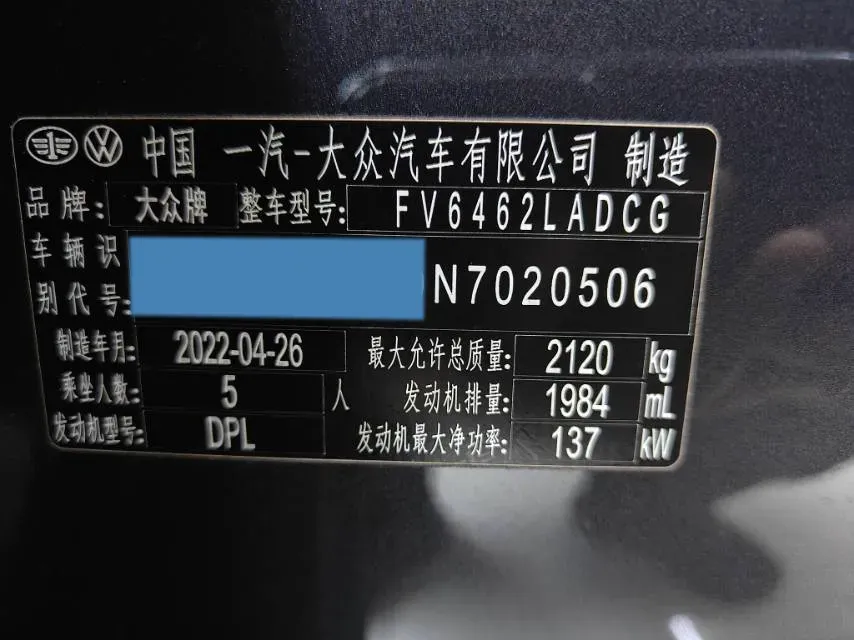 中国 一汽-大众汽车有限公司 制造
品牌: 大众牌 整车型号: FV6462LADCG
车辆识
别代号: N7020506
制造年月: 2022-04-26 最大允许总质量: 2120 kg
乘坐人数: 5 人 发动机排量: 1984 mL
发动机型号: DPL 发动机最大净功率: 137 kW